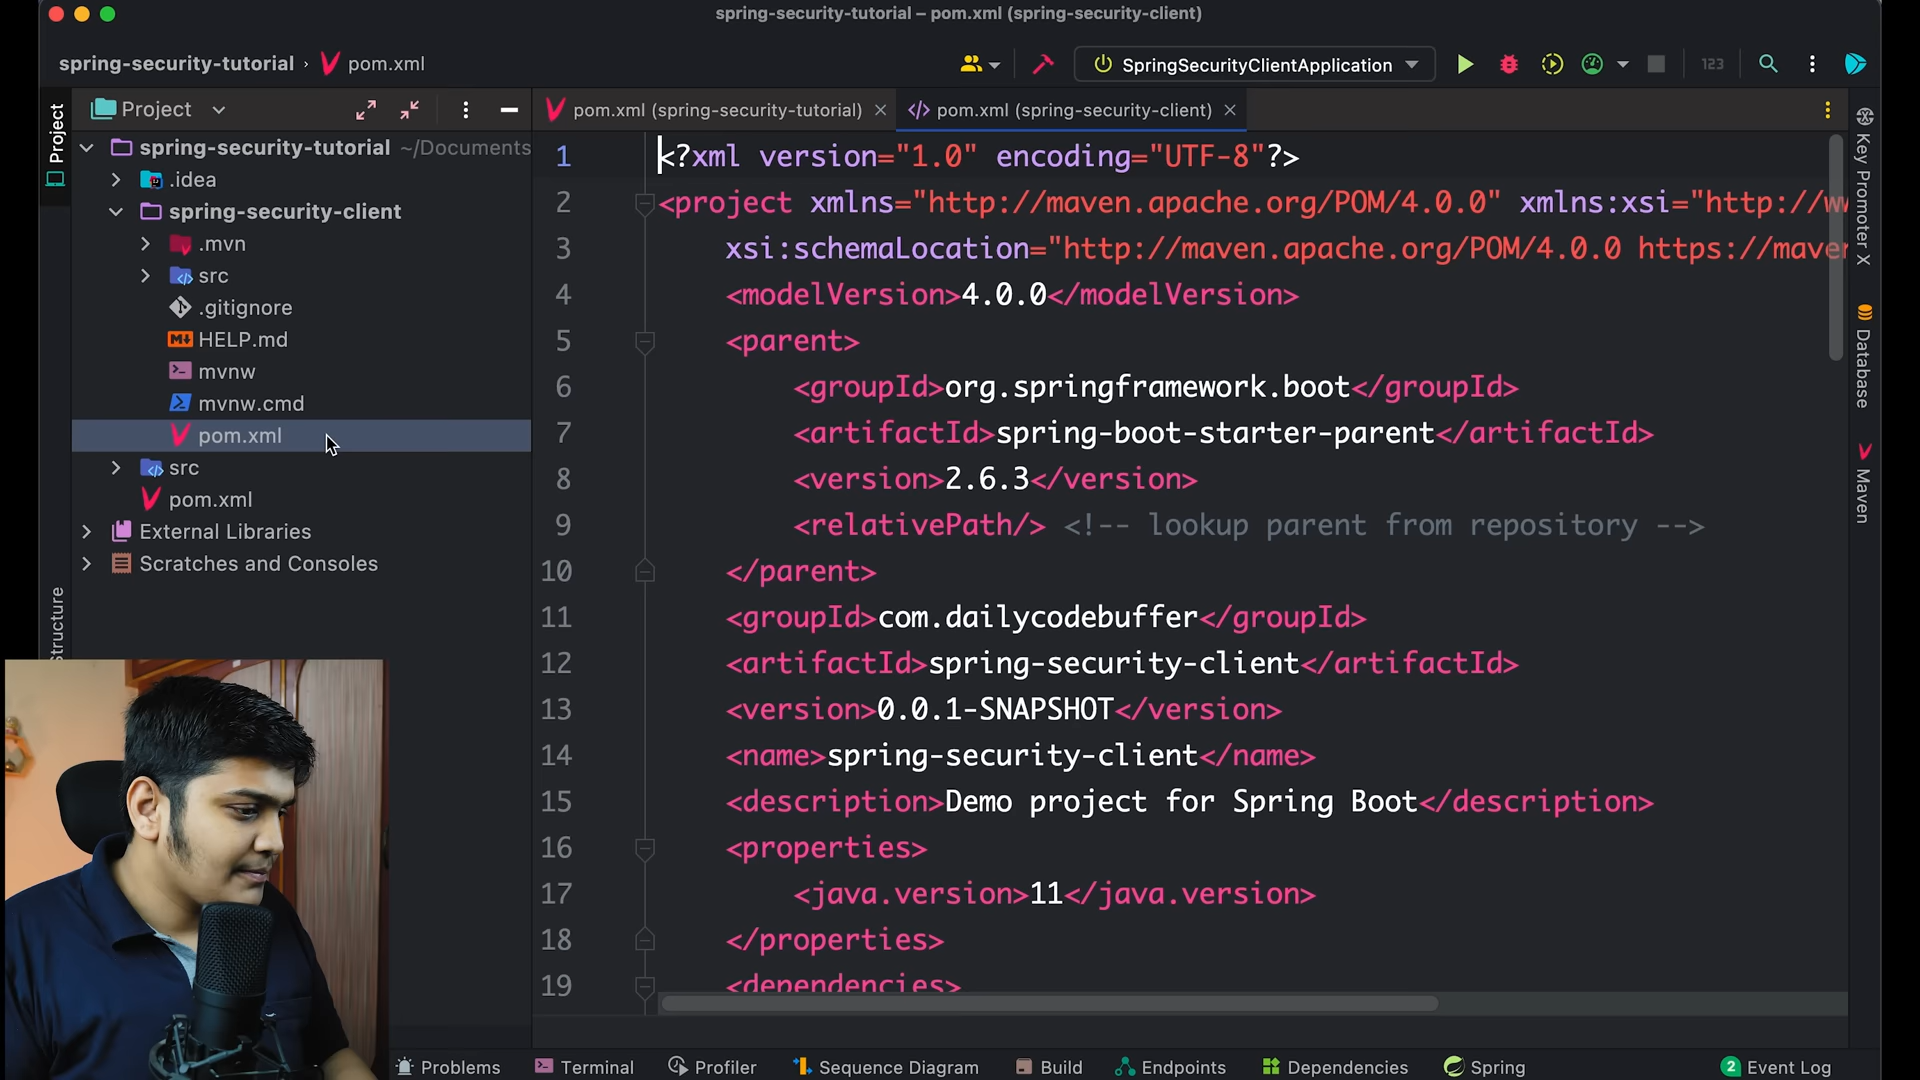 spring-security-tutorial – pom.xml (spring-security-client)
spring-security-tutorial › pom.xml
SpringSecurityClientApplication
123
Project
Project
pom.xml (spring-security-tutorial)
pom.xml (spring-security-client)
spring-security-tutorial ~/Documents
.idea
spring-security-client
.mvn
src
.gitignore
HELP.md
mvnw
mvnw.cmd
pom.xml
src
pom.xml
External Libraries
Scratches and Consoles
1 <?xml version="1.0" encoding="UTF-8"?>
2 <project xmlns="http://maven.apache.org/POM/4.0.0" xmlns:xsi="http://w
3 xsi:schemaLocation="http://maven.apache.org/POM/4.0.0 https://maven
4 <modelVersion>4.0.0</modelVersion>
5 <parent>
6 <groupId>org.springframework.boot</groupId>
7 <artifactId>spring-boot-starter-parent</artifactId>
8 <version>2.6.3</version>
9 <relativePath/> <!-- lookup parent from repository -->
10 </parent>
11 <groupId>com.dailycodebuffer</groupId>
12 <artifactId>spring-security-client</artifactId>
13 <version>0.0.1-SNAPSHOT</version>
14 <name>spring-security-client</name>
15 <description>Demo project for Spring Boot</description>
16 <properties>
17 <java.version>11</java.version>
18 </properties>
19 <dependencies>
Key Promoter X
Database
Maven
Structure
Problems
Terminal
Profiler
Sequence Diagram
Build
Endpoints
Dependencies
Spring
2 Event Log